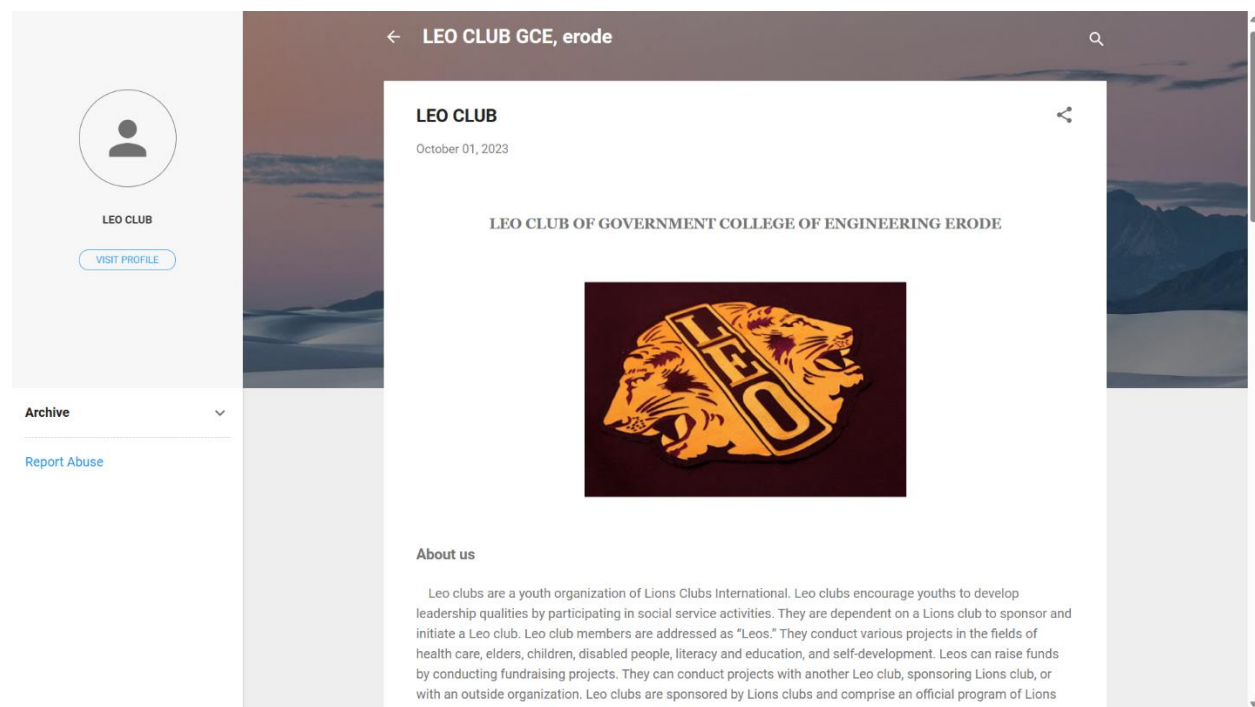 LEO CLUB
VISIT PROFILE
Archive
Report Abuse
LEO CLUB GCE, erode
LEO CLUB
October 01, 2023
LEO CLUB OF GOVERNMENT COLLEGE OF ENGINEERING ERODE
LEO
About us
Leo clubs are a youth organization of Lions Clubs International. Leo clubs encourage youths to develop
leadership qualities by participating in social service activities. They are dependent on a Lions club to sponsor and
initiate a Leo club. Leo club members are addressed as “Leos.” They conduct various projects in the fields of
health care, elders, children, disabled people, literacy and education, and self-development. Leos can raise funds
by conducting fundraising projects. They can conduct projects with another Leo club, sponsoring Lions club, or
with an outside organization. Leo clubs are sponsored by Lions clubs and comprise an official program of Lions